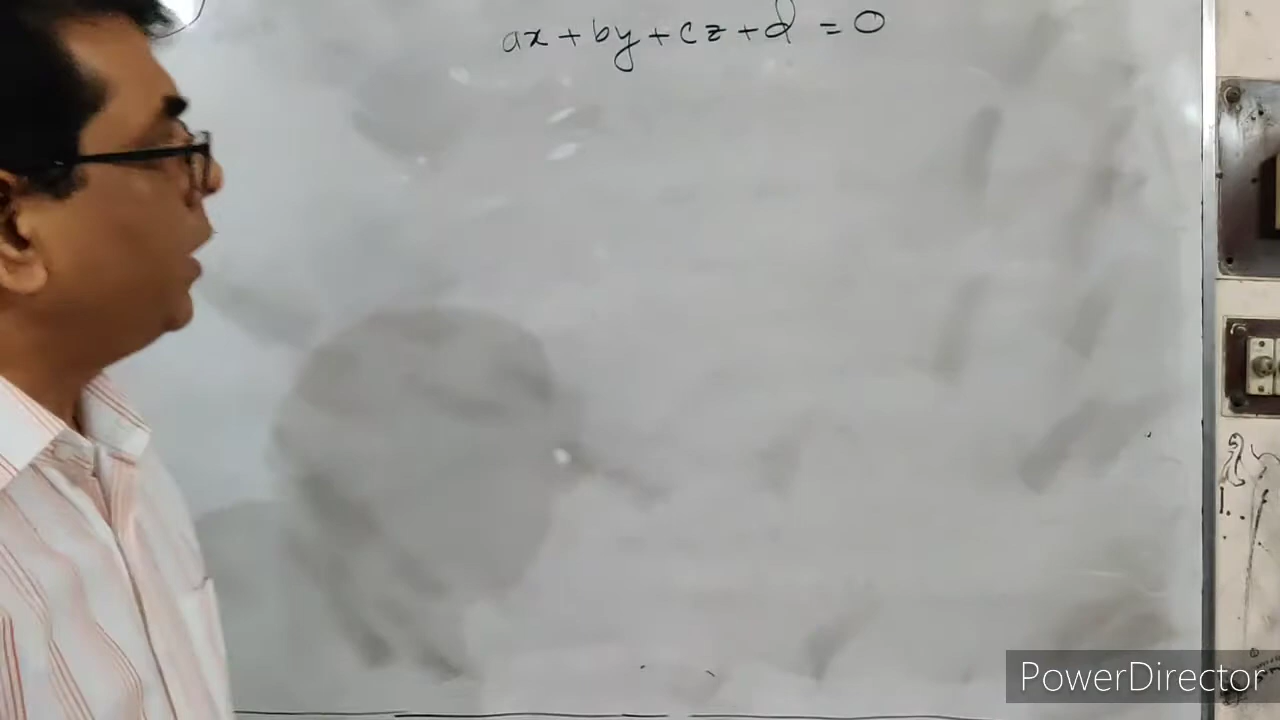 ax + by + cz + d = 0
PowerDirector